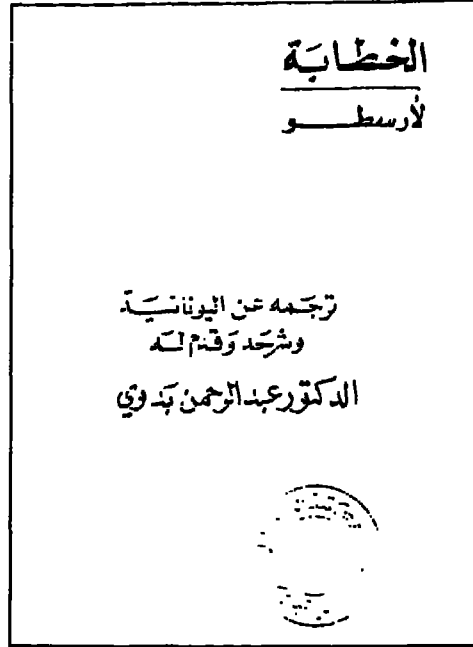 الخطابة
لأرسطو
ترجمه عن اليونانية
وشرحه وقدم له
الدكتور عبد الرحمن بدوي